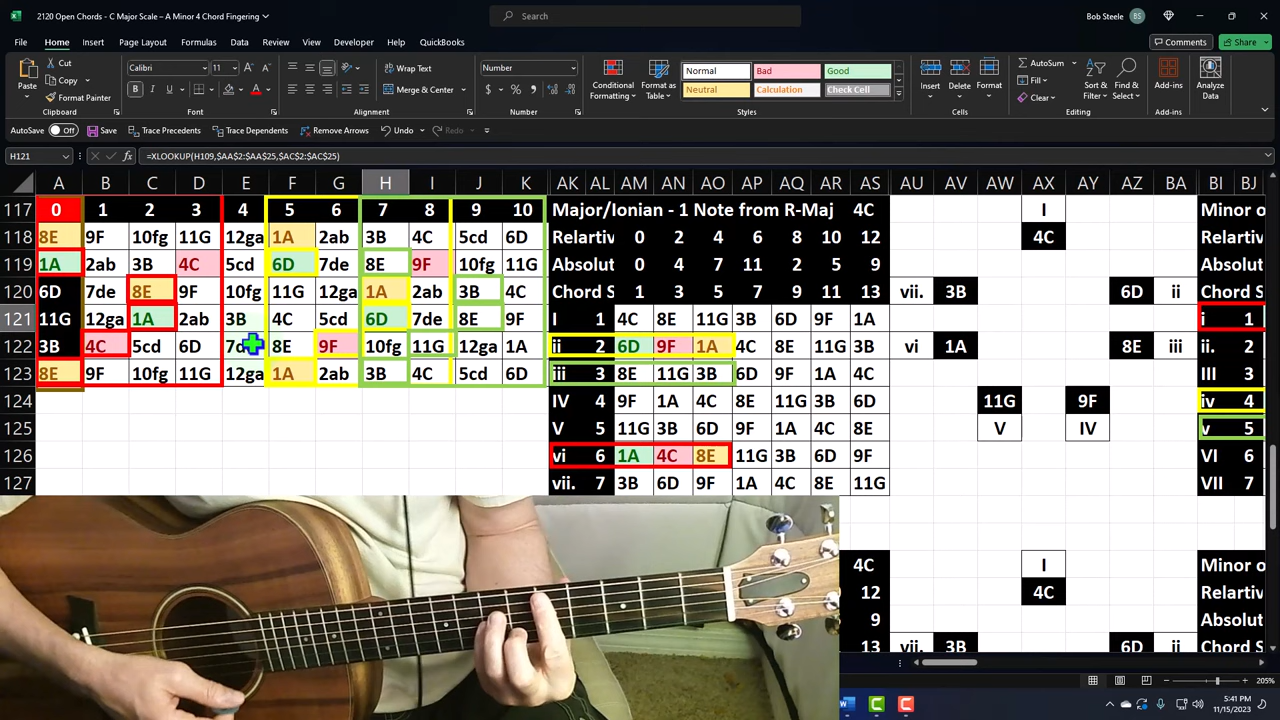 2120 Open Chords - C Major Scale – A Minor 4 Chord Fingering
Search
Bob Steele BS
File Home Insert Page Layout Formulas Data Review View Developer Help QuickBooks Comments Share
Paste Cut Copy Format Painter Calibri 11 Wrap Text Merge & Center Number Conditional Formatting Format as Table Normal Bad Good Neutral Calculation Check Cell Insert Delete Format AutoSum Fill Clear Sort & Filter Find & Select Add-ins Analyze Data
Clipboard Font Alignment Number Styles Cells Editing Add-ins
AutoSave Off Save Trace Precedents Trace Dependents Remove Arrows Undo Redo
H121 fx =XLOOKUP(H109,$AA$2:$AA$25,$AC$2:$AC$25)
A B C D E F G H I J K AK AL AM AN AO AP AQ AR AS AU AV AW AX AY AZ BA BI BJ
117 0 1 2 3 4 5 6 7 8 9 10 Major/Ionian - 1 Note from R-Maj 4C I Minor o
118 8E 9F 10fg 11G 12ga 1A 2ab 3B 4C 5cd 6D Relartiv 0 2 4 6 8 10 12 4C Relartiv
119 1A 2ab 3B 4C 5cd 6D 7de 8E 9F 10fg 11G Absolut 0 4 7 11 2 5 9 Absolut
120 6D 7de 8E 9F 10fg 11G 12ga 1A 2ab 3B 4C Chord S 1 3 5 7 9 11 13 vii. 3B 6D ii Chord S
121 11G 12ga 1A 2ab 3B 4C 5cd 6D 7de 8E 9F I 1 4C 8E 11G 3B 6D 9F 1A i 1
122 3B 4C 5cd 6D 7d 8E 9F 10fg 11G 12ga 1A ii 2 6D 9F 1A 4C 8E 11G 3B vi 1A 8E iii ii. 2
123 8E 9F 10fg 11G 12ga 1A 2ab 3B 4C 5cd 6D iii 3 8E 11G 3B 6D 9F 1A 4C III 3
124 IV 4 9F 1A 4C 8E 11G 3B 6D 11G 9F iv 4
125 V 5 11G 3B 6D 9F 1A 4C 8E V IV v 5
126 vi 6 1A 4C 8E 11G 3B 6D 9F VI 6
127 vii. 7 3B 6D 9F 1A 4C 8E 11G VII 7
4C I Minor o
12 4C Relartiv
9 Absolut
13 vii. 3B 6D ii Chord S
205%
5:41 PM
11/15/2023